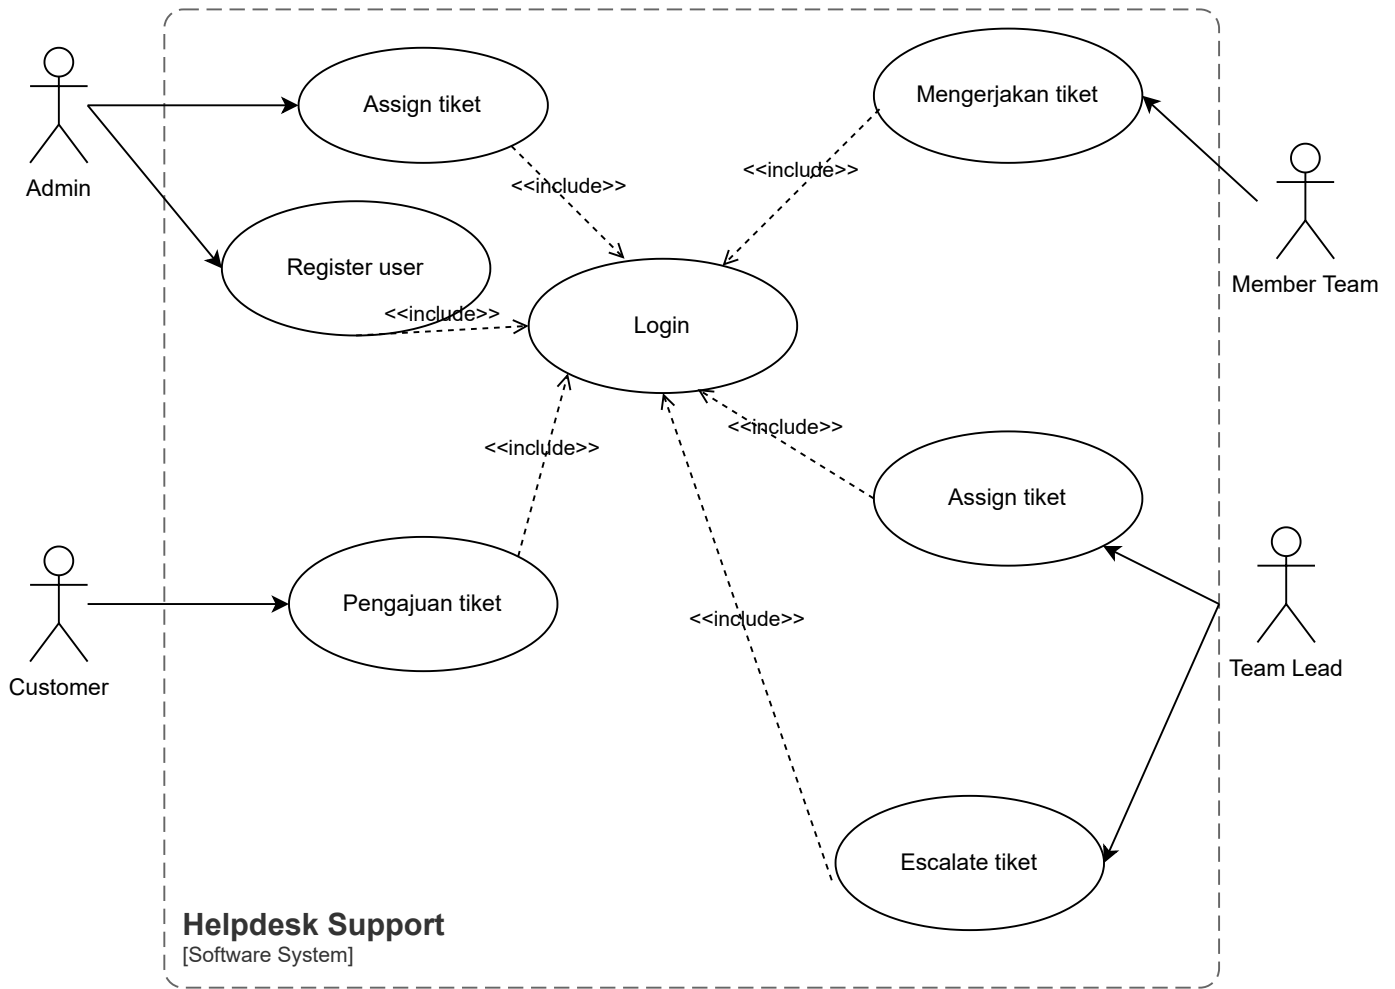 Assign tiket
Mengerjakan tiket
<<include>>
Admin
<<include>>
Register user
Member Team
<<include>>
Login
<<include>>
<<include>>
Assign tiket
Pengajuan tiket
<<include>>
Customer
Team Lead
Escalate tiket
Helpdesk Support
[Software System]